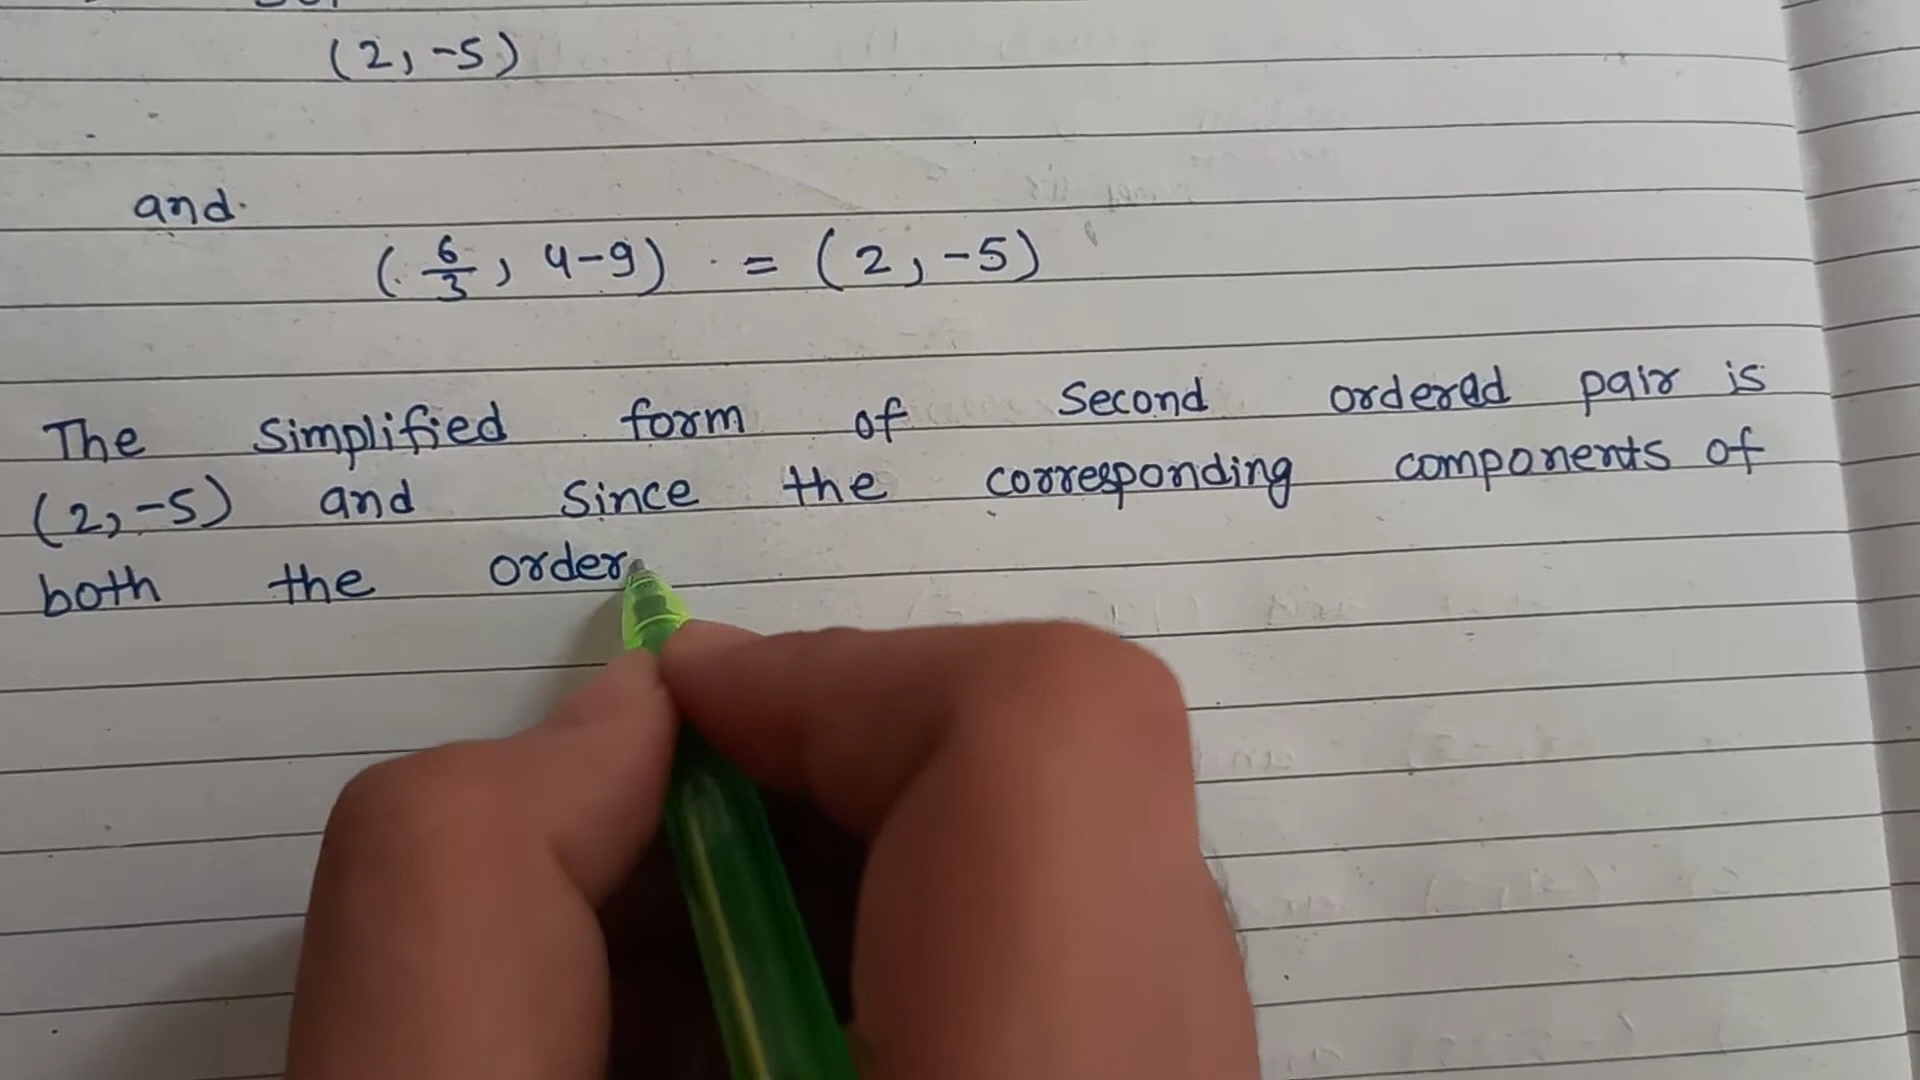 (2, -5)
and.
(6/3, 4-9) = (2, -5)
The simplified form of second ordered pair is
(2, -5) and since the corresponding components of
both the order